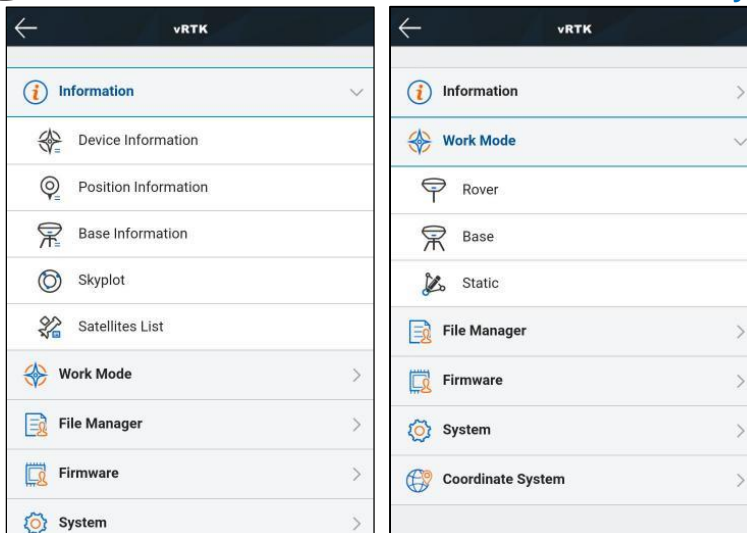 vRTK
Information
Device Information
Position Information
Base Information
Skyplot
Satellites List
Work Mode
File Manager
Firmware
System
vRTK
Information
Work Mode
Rover
Base
Static
File Manager
Firmware
System
Coordinate System